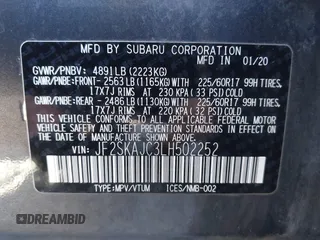 MFD BY SUBARU CORPORATION 01/20
GVWR/PNBV: 4891LB (2223KG)
GAWR/PNBE:FRONT- 2563LB (1165KG)WITH 225/60R17 99H TIRES.
17X7J RIMS AT 230 KPA (33 PSI) COLD
GAWR/PNBE:REAR - 2486LB (1130KG)WITH 225/60R17 99H TIRES.
17X7J RIMS AT 220 KPA (32 PSI) COLD
THIS VEHICLE CONFORMS TO ALL APPLICABLE U.S. FEDERAL
MOTOR VEHICLE SAFETY AND BUMPER STANDARDS IN EFFECT ON
THE DATE OF MANUFACTURE SHOWN ABOVE.
VIN: JF2SKAJC3LH502252
TYPE:MPV/VTUM ICES/NMB-002
DREAMBID